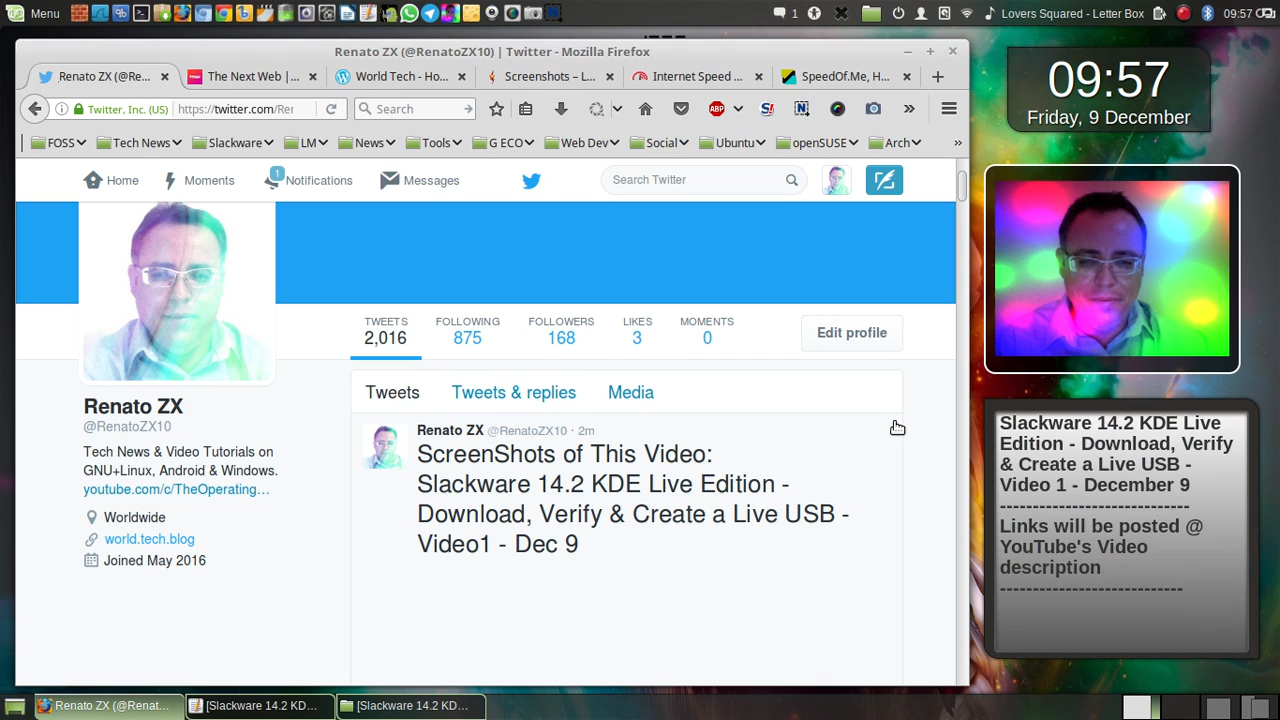 Menu
1
Lovers Squared - Letter Box
09:57
Renato ZX (@RenatoZX10) | Twitter - Mozilla Firefox
Renato ZX (@Re...
The Next Web |...
World Tech - Ho...
Screenshots – L...
Internet Speed ...
SpeedOf.Me, H...
Twitter, Inc. (US)
https://twitter.com/Re
Search
ABP
FOSS
Tech News
Slackware
LM
News
Tools
G ECO
Web Dev
Social
Ubuntu
openSUSE
Arch
Home
Moments
1
Notifications
Messages
Search Twitter
TWEETS
2,016
FOLLOWING
875
FOLLOWERS
168
LIKES
3
MOMENTS
0
Edit profile
Renato ZX
@RenatoZX10
Tech News & Video Tutorials on
GNU+Linux, Android & Windows.
youtube.com/c/TheOperating…
Worldwide
world.tech.blog
Joined May 2016
Tweets
Tweets & replies
Media
Renato ZX @RenatoZX10 · 2m
ScreenShots of This Video:
Slackware 14.2 KDE Live Edition -
Download, Verify & Create a Live USB -
Video1 - Dec 9
09:57
Friday, 9 December
Slackware 14.2 KDE Live
Edition - Download, Verify
& Create a Live USB -
Video 1 - December 9
----------------------------
Links will be posted @
YouTube's Video
description
---------------------------
Renato ZX (@Renat...
[Slackware 14.2 KD...
[Slackware 14.2 KD...